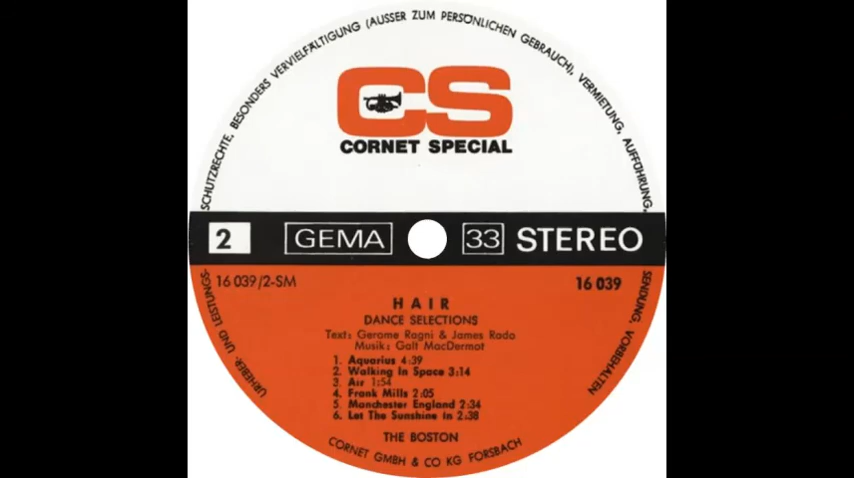 URHEBER- UND LEISTUNGS-SCHUTZRECHTE, BESONDERS VERVIELFÄLTIGUNG (AUSSER ZUM PERSÖNLICHEN GEBRAUCH), VERMIETUNG, AUFFÜHRUNG, SENDUNG, VORBEHALTEN
CS
CORNET SPECIAL
2 GEMA 33 STEREO
16 039/2-SM 16 039
HAIR
DANCE SELECTIONS
Text: Gerome Ragni & James Rado
Musik: Galt MacDermot
1. Aquarius 4:39
2. Walking In Space 3:14
3. Air 1:54
4. Frank Mills 2:05
5. Manchester England 2:34
6. Let The Sunshine In 2:38
THE BOSTON
CORNET GMBH & CO KG FORSBACH